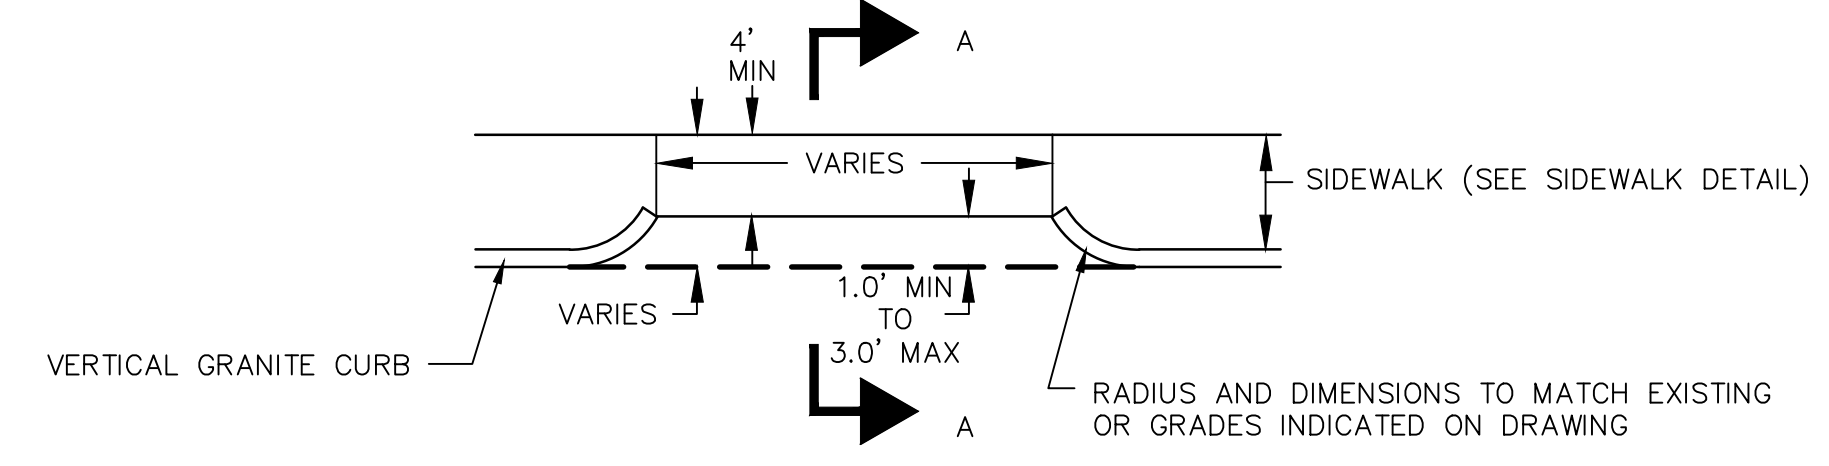 4'
MIN
A
VARIES
SIDEWALK (SEE SIDEWALK DETAIL)
1.0' MIN
TO
3.0' MAX
VARIES
VERTICAL GRANITE CURB
RADIUS AND DIMENSIONS TO MATCH EXISTING
OR GRADES INDICATED ON DRAWING
A